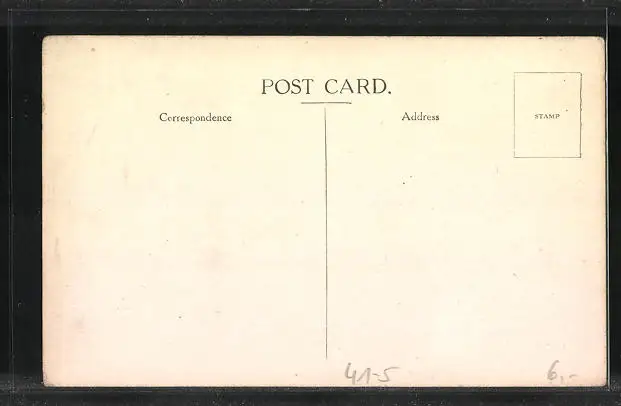 POST CARD.
Correspondence
Address
STAMP
41-5
6,-